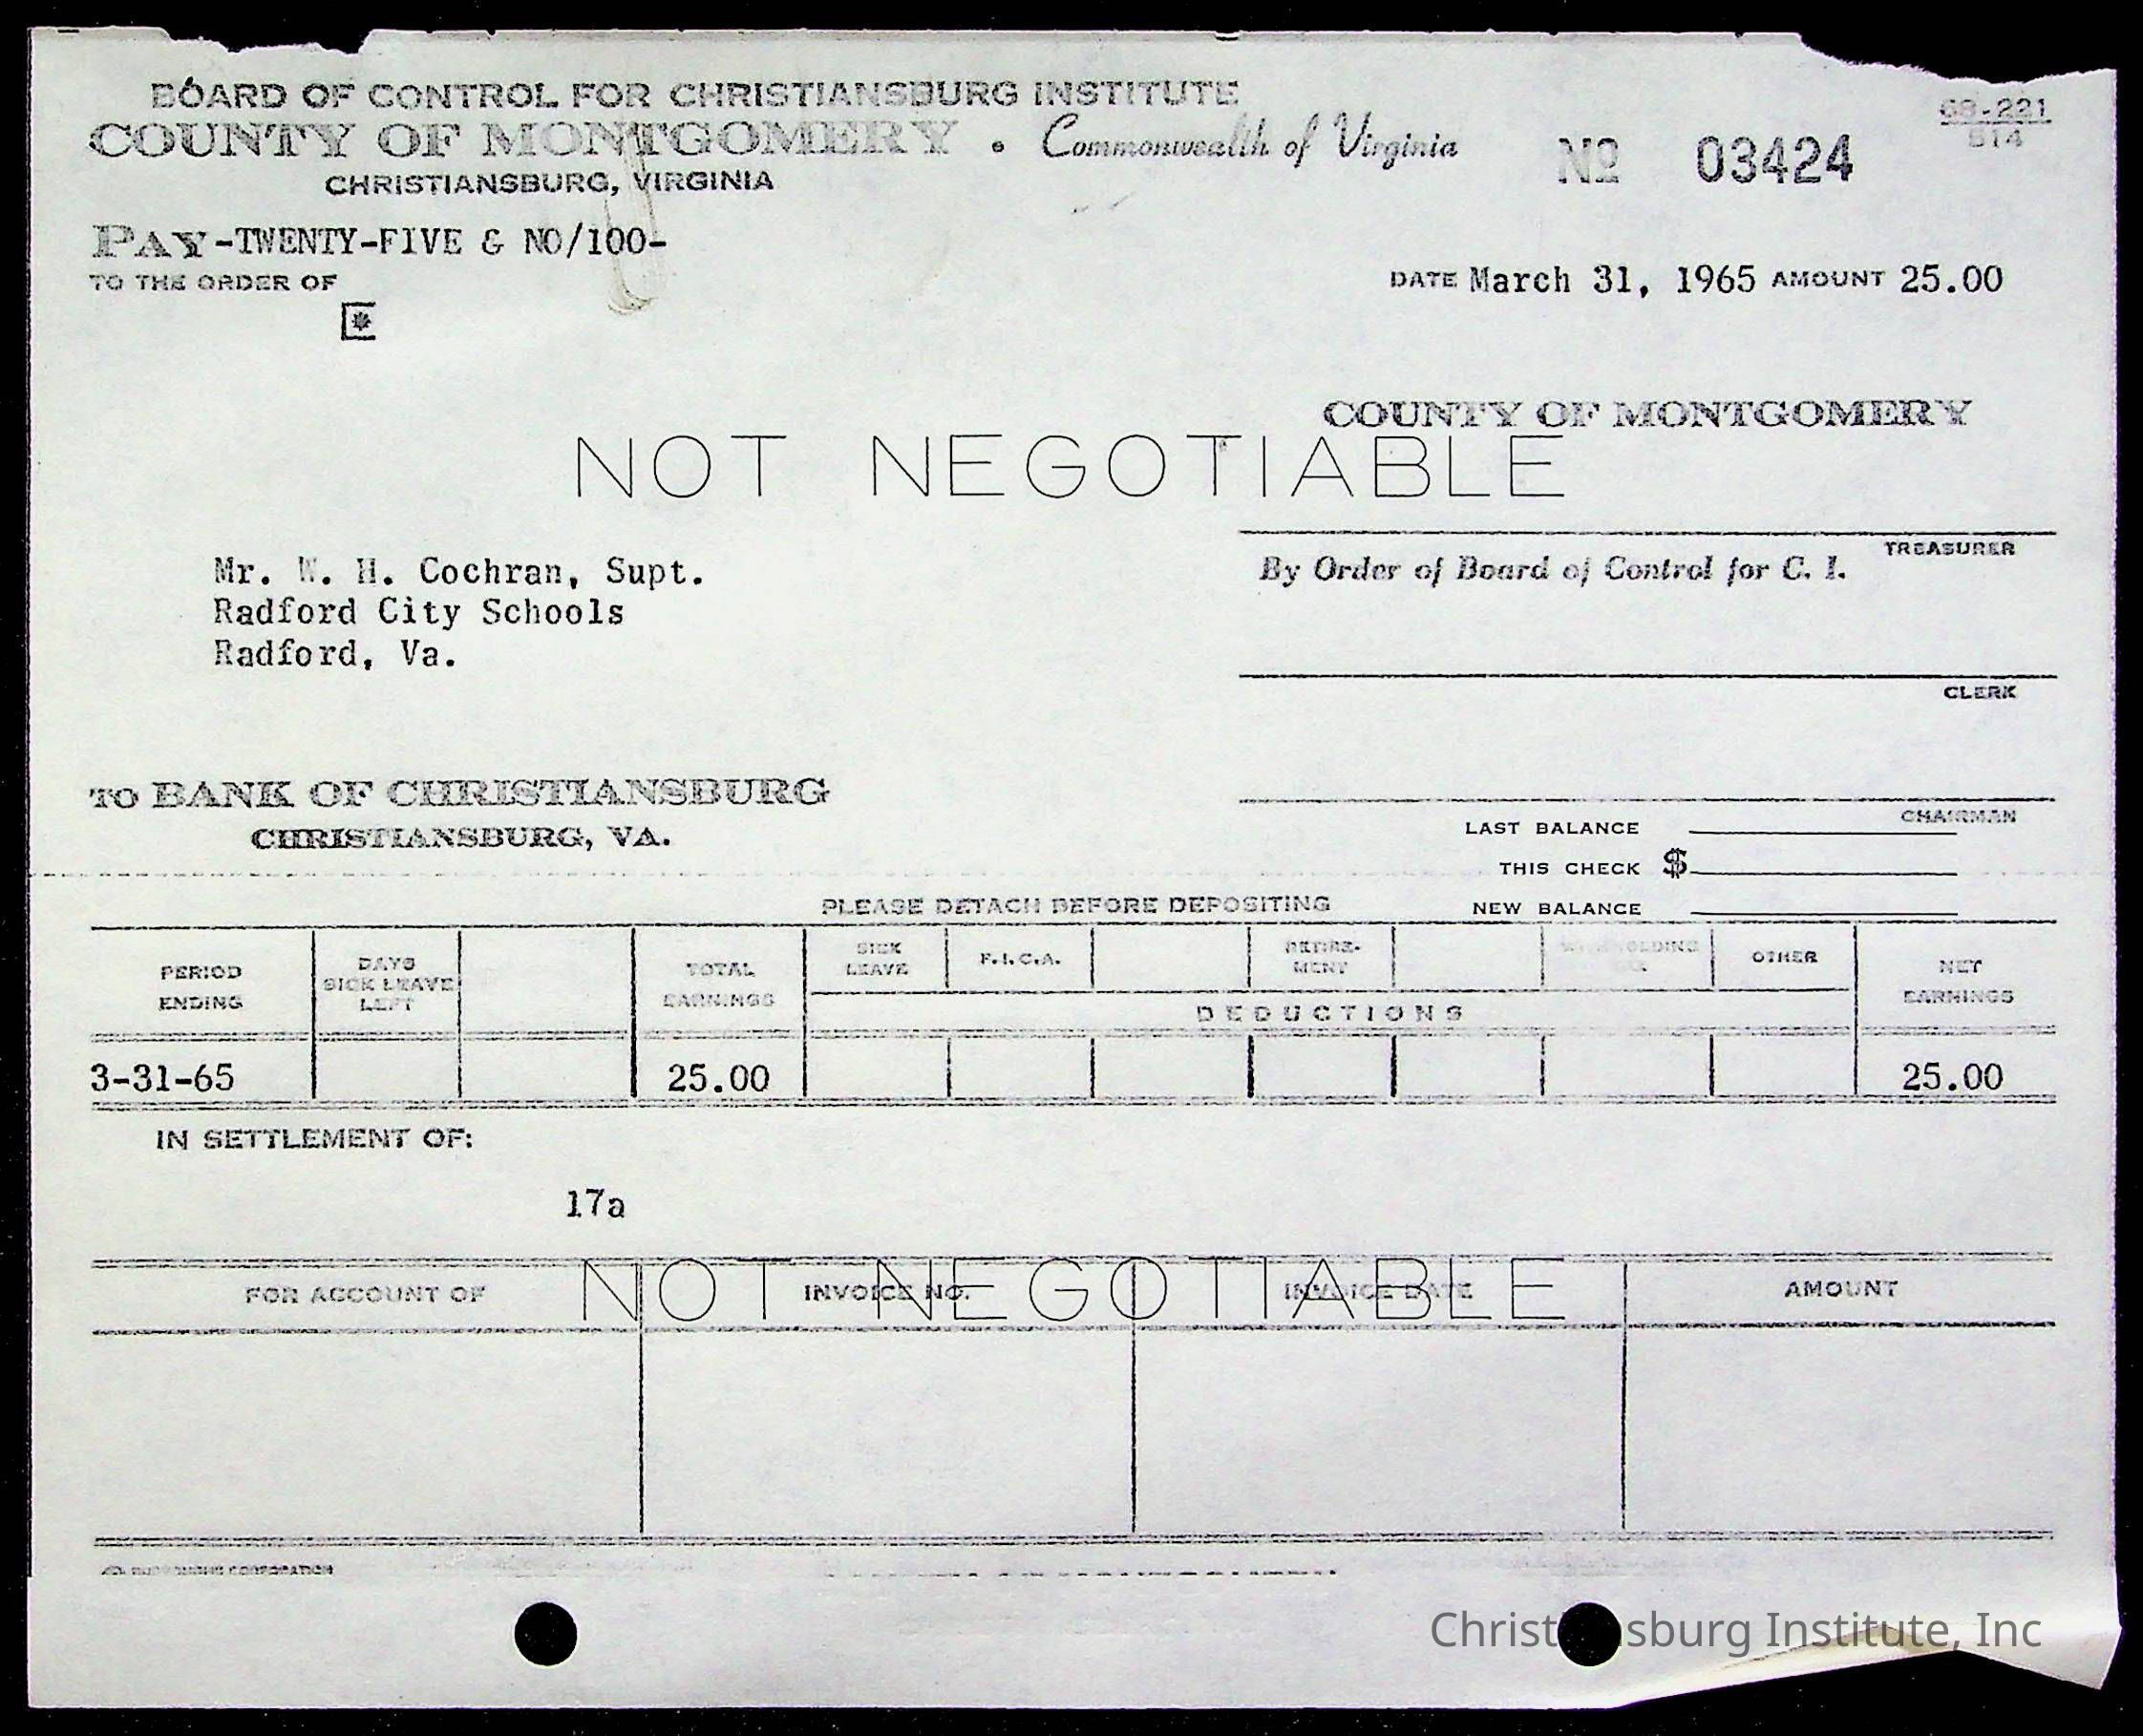 BOARD OF CONTROL FOR CHRISTIANSBURG INSTITUTE
COUNTY OF MONTGOMERY • Commonwealth of Virginia
CHRISTIANSBURG, VIRGINIA
No 03424
68-221
514
PAY -TWENTY-FIVE & NO/100-
TO THE ORDER OF
DATE March 31, 1965 AMOUNT 25.00
COUNTY OF MONTGOMERY
NOT NEGOTIABLE
TREASURER
By Order of Board of Control for C. I.
Mr. W. H. Cochran, Supt.
Radford City Schools
Radford, Va.
CLERK
TO BANK OF CHRISTIANSBURG
CHRISTIANSBURG, VA.
CHAIRMAN
LAST BALANCE
THIS CHECK $
NEW BALANCE
PLEASE DETACH BEFORE DEPOSITING
PERIOD ENDING
DAYS SICK LEAVE LEFT
TOTAL EARNINGS
SICK LEAVE
F.I.C.A.
RETIRE-MENT
WITHHOLDING
OTHER
NET EARNINGS
DEDUCTIONS
3-31-65 25.00 25.00
IN SETTLEMENT OF:
17a
NOT NEGOTIABLE
FOR ACCOUNT OF INVOICE NO. INVOICE DATE AMOUNT
CORPORATION
Christiansburg Institute, Inc